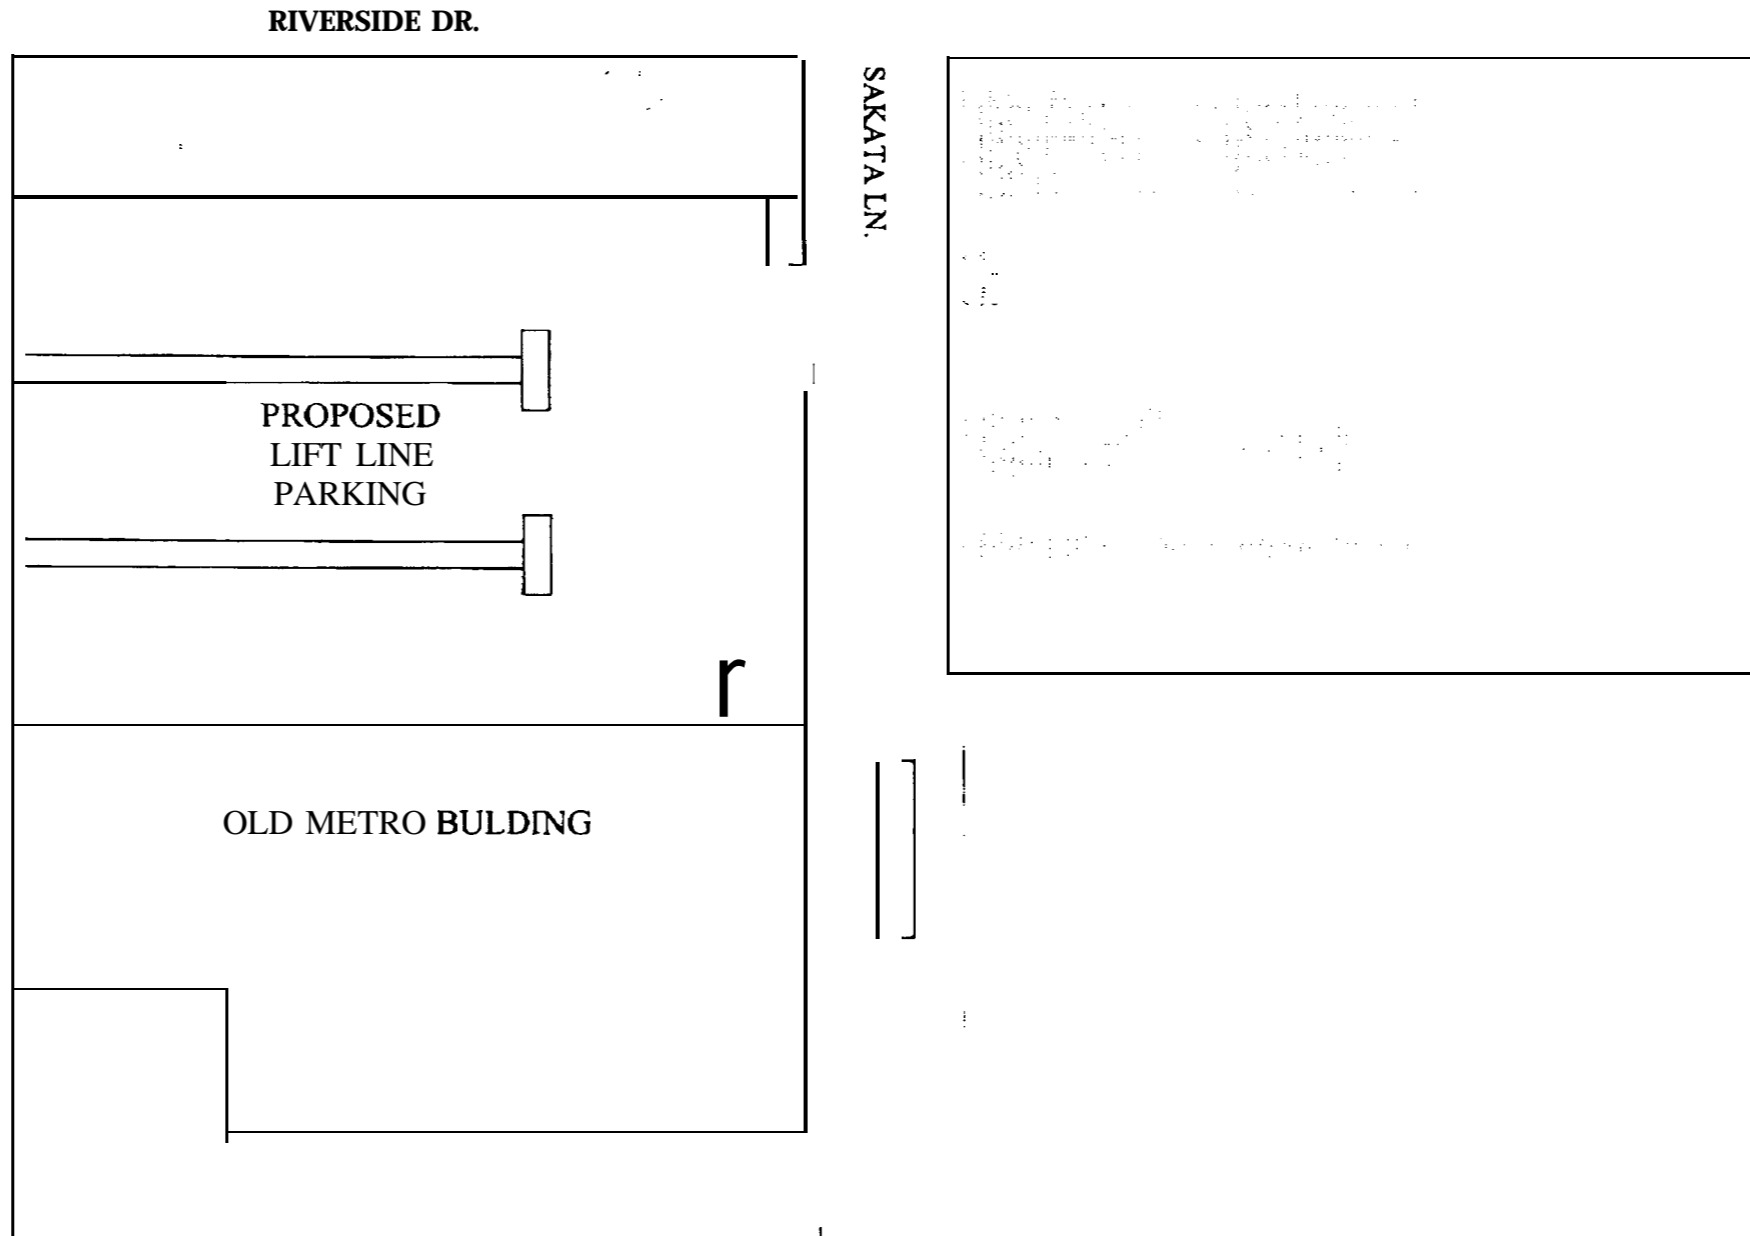 RIVERSIDE DR.
SAKATA LN.
PROPOSED
LIFT LINE
PARKING
r
OLD METRO BULDING